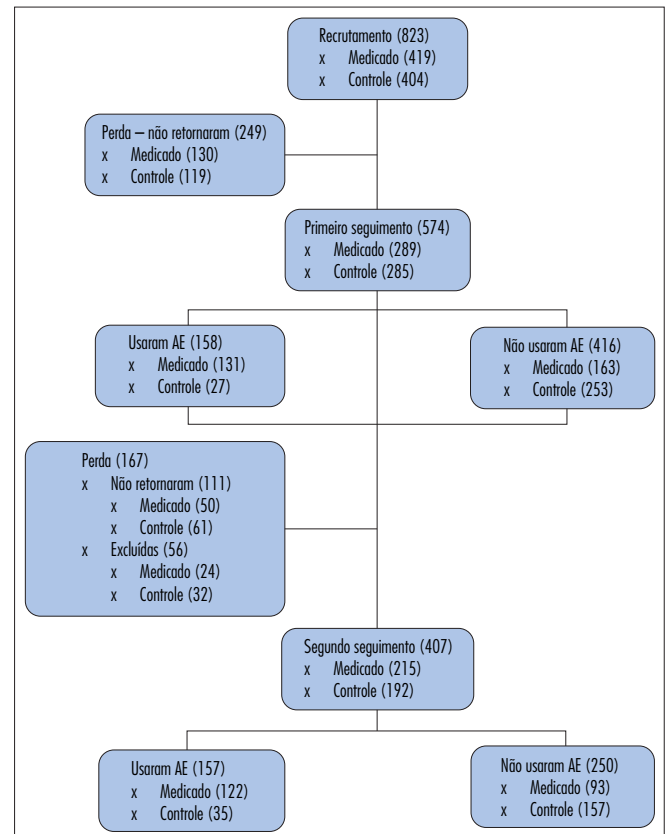 Recrutamento (823)
x Medicado (419)
x Controle (404)
Perda – não retornaram (249)
x Medicado (130)
x Controle (119)
Primeiro seguimento (574)
x Medicado (289)
x Controle (285)
Usaram AE (158)
x Medicado (131)
x Controle (27)
Não usaram AE (416)
x Medicado (163)
x Controle (253)
Perda (167)
x Não retornaram (111)
x Medicado (50)
x Controle (61)
x Excluídas (56)
x Medicado (24)
x Controle (32)
Segundo seguimento (407)
x Medicado (215)
x Controle (192)
Usaram AE (157)
x Medicado (122)
x Controle (35)
Não usaram AE (250)
x Medicado (93)
x Controle (157)